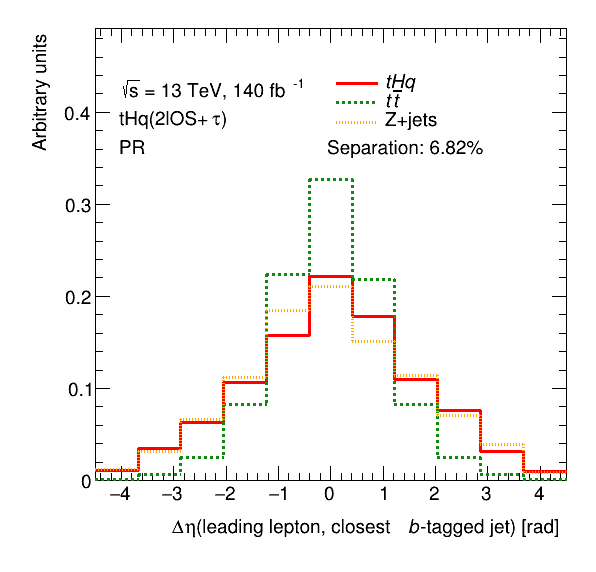 Arbitrary units
√s = 13 TeV, 140 fb⁻¹
tHq(2lOS+ τ)
PR
tHq
tt̅
Z+jets
Separation: 6.82%
0.4
0.3
0.2
0.1
0
−4 −3 −2 −1 0 1 2 3 4
Δη(leading lepton, closest b-tagged jet) [rad]